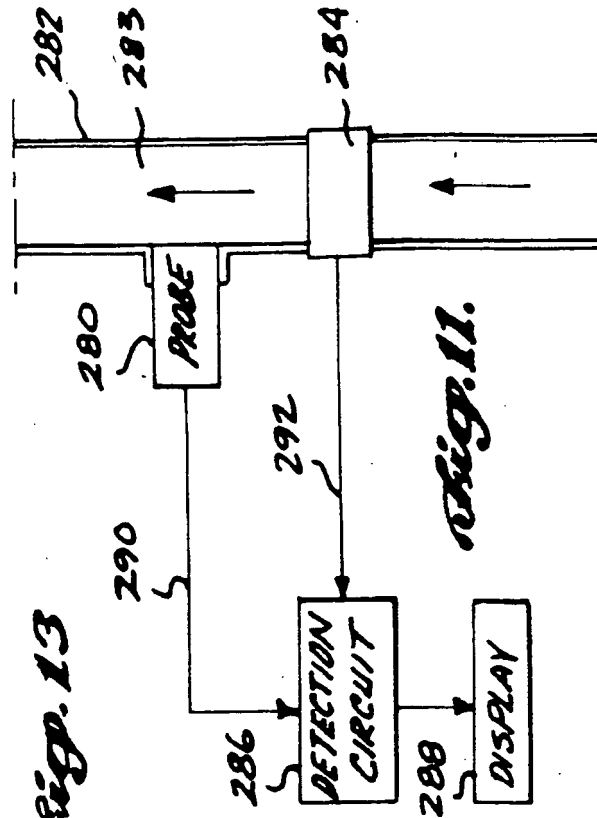 282
283
284
280
PROBE
290
292
Fig. 11.
Fig. 13
286
DETECTION
CIRCUIT
288
DISPLAY